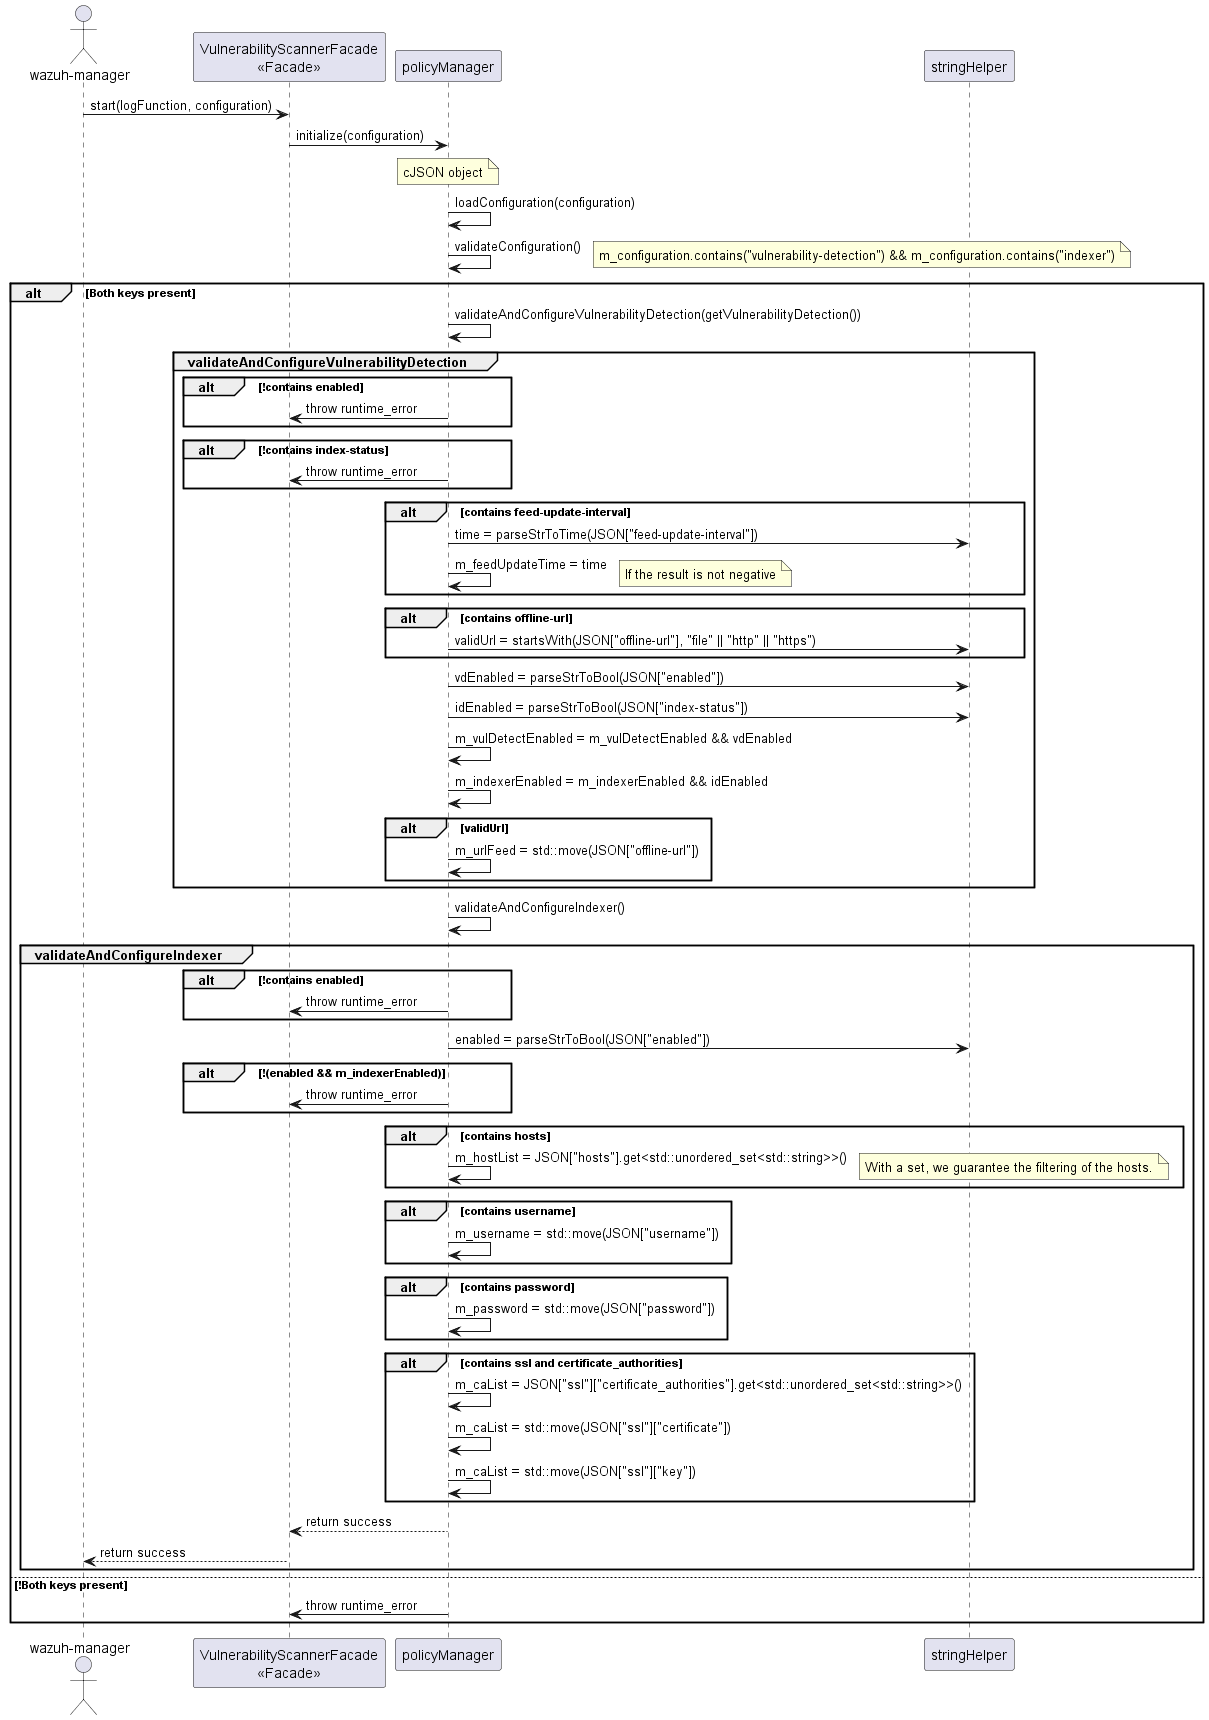 wazuh-manager
VulnerabilityScannerFacade
«Facade»
policyManager
stringHelper
start(logFunction, configuration)
initialize(configuration)
cJSON object
loadConfiguration(configuration)
validateConfiguration()
m_configuration.contains("vulnerability-detection") && m_configuration.contains("indexer")
alt [Both keys present]
validateAndConfigureVulnerabilityDetection(getVulnerabilityDetection())
validateAndConfigureVulnerabilityDetection
alt [!contains enabled]
throw runtime_error
alt [!contains index-status]
throw runtime_error
alt [contains feed-update-interval]
time = parseStrToTime(JSON["feed-update-interval"])
m_feedUpdateTime = time
If the result is not negative
alt [contains offline-url]
validUrl = startsWith(JSON["offline-url"], "file" || "http" || "https")
vdEnabled = parseStrToBool(JSON["enabled"])
idEnabled = parseStrToBool(JSON["index-status"])
m_vulDetectEnabled = m_vulDetectEnabled && vdEnabled
m_indexerEnabled = m_indexerEnabled && idEnabled
alt [validUrl]
m_urlFeed = std::move(JSON["offline-url"])
validateAndConfigureIndexer()
validateAndConfigureIndexer
alt [!contains enabled]
throw runtime_error
enabled = parseStrToBool(JSON["enabled"])
alt [!(enabled && m_indexerEnabled)]
throw runtime_error
alt [contains hosts]
m_hostList = JSON["hosts"].get<std::unordered_set<std::string>>()
With a set, we guarantee the filtering of the hosts.
alt [contains username]
m_username = std::move(JSON["username"])
alt [contains password]
m_password = std::move(JSON["password"])
alt [contains ssl and certificate_authorities]
m_caList = JSON["ssl"]["certificate_authorities"].get<std::unordered_set<std::string>>()
m_caList = std::move(JSON["ssl"]["certificate"])
m_caList = std::move(JSON["ssl"]["key"])
return success
return success
[!Both keys present]
throw runtime_error
wazuh-manager
VulnerabilityScannerFacade
«Facade»
policyManager
stringHelper